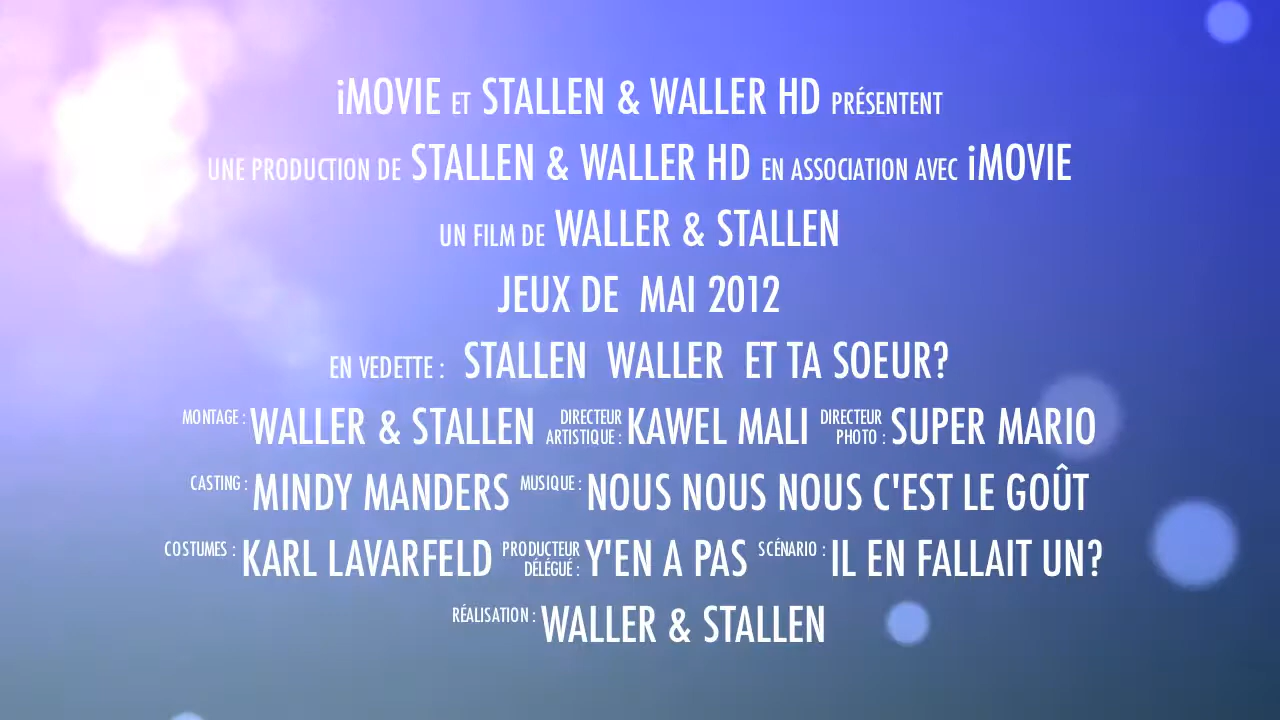 iMOVIE ET STALLEN & WALLER HD PRÉSENTENT
UNE PRODUCTION DE STALLEN & WALLER HD EN ASSOCIATION AVEC iMOVIE
UN FILM DE WALLER & STALLEN
JEUX DE MAI 2012
EN VEDETTE : STALLEN WALLER ET TA SOEUR?
MONTAGE : WALLER & STALLEN DIRECTEUR ARTISTIQUE : KAWEL MALI DIRECTEUR PHOTO : SUPER MARIO
CASTING : MINDY MANDERS MUSIQUE : NOUS NOUS NOUS C'EST LE GOÛT
COSTUMES : KARL LAVARFELD PRODUCTEUR DÉLÉGUÉ : Y'EN A PAS SCÉNARIO : IL EN FALLAIT UN?
RÉALISATION : WALLER & STALLEN